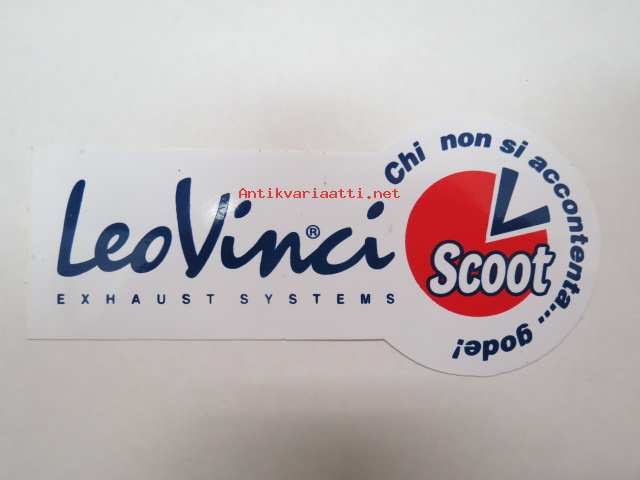 Antikvariaatti.net
LeoVinci®
EXHAUST SYSTEMS
Chi non si accontenta... gode!
Scoot